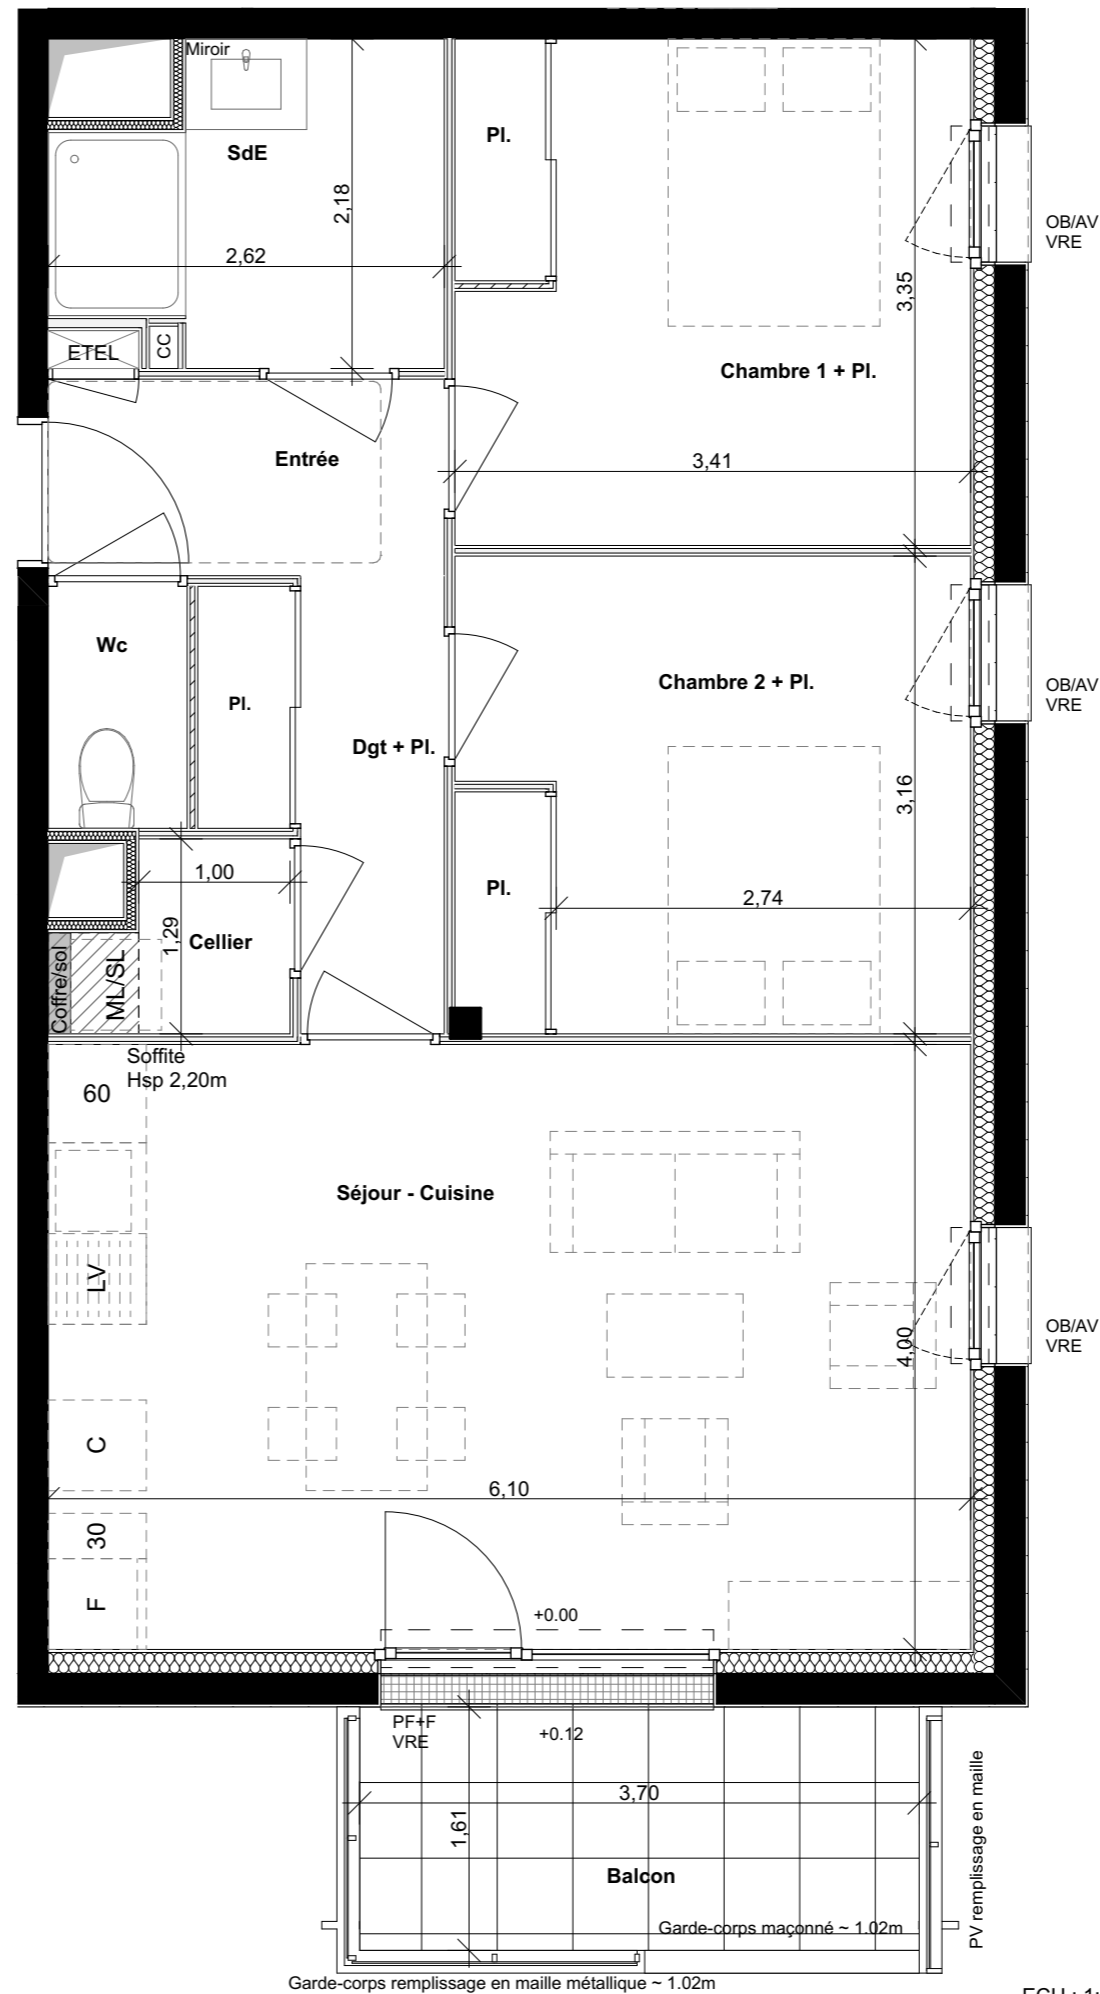 Miroir
SdE
Pl.
2,18
2,62
OB/AV
VRE
3,35
ETEL
CC
Chambre 1 + Pl.
Entrée
3,41
Wc
Pl.
Chambre 2 + Pl.
OB/AV
VRE
Dgt + Pl.
3,16
1,00
Pl.
2,74
1,29
Cellier
Coffre/sol
ML/SL
Soffite
Hsp 2,20m
60
Séjour - Cuisine
LV
OB/AV
VRE
4,00
C
6,10
30
F
+0.00
PF+F
VRE
+0.12
3,70
1,61
Balcon
PV remplissage en maille
Garde-corps maçonné ~ 1.02m
Garde-corps remplissage en maille métallique ~ 1.02m